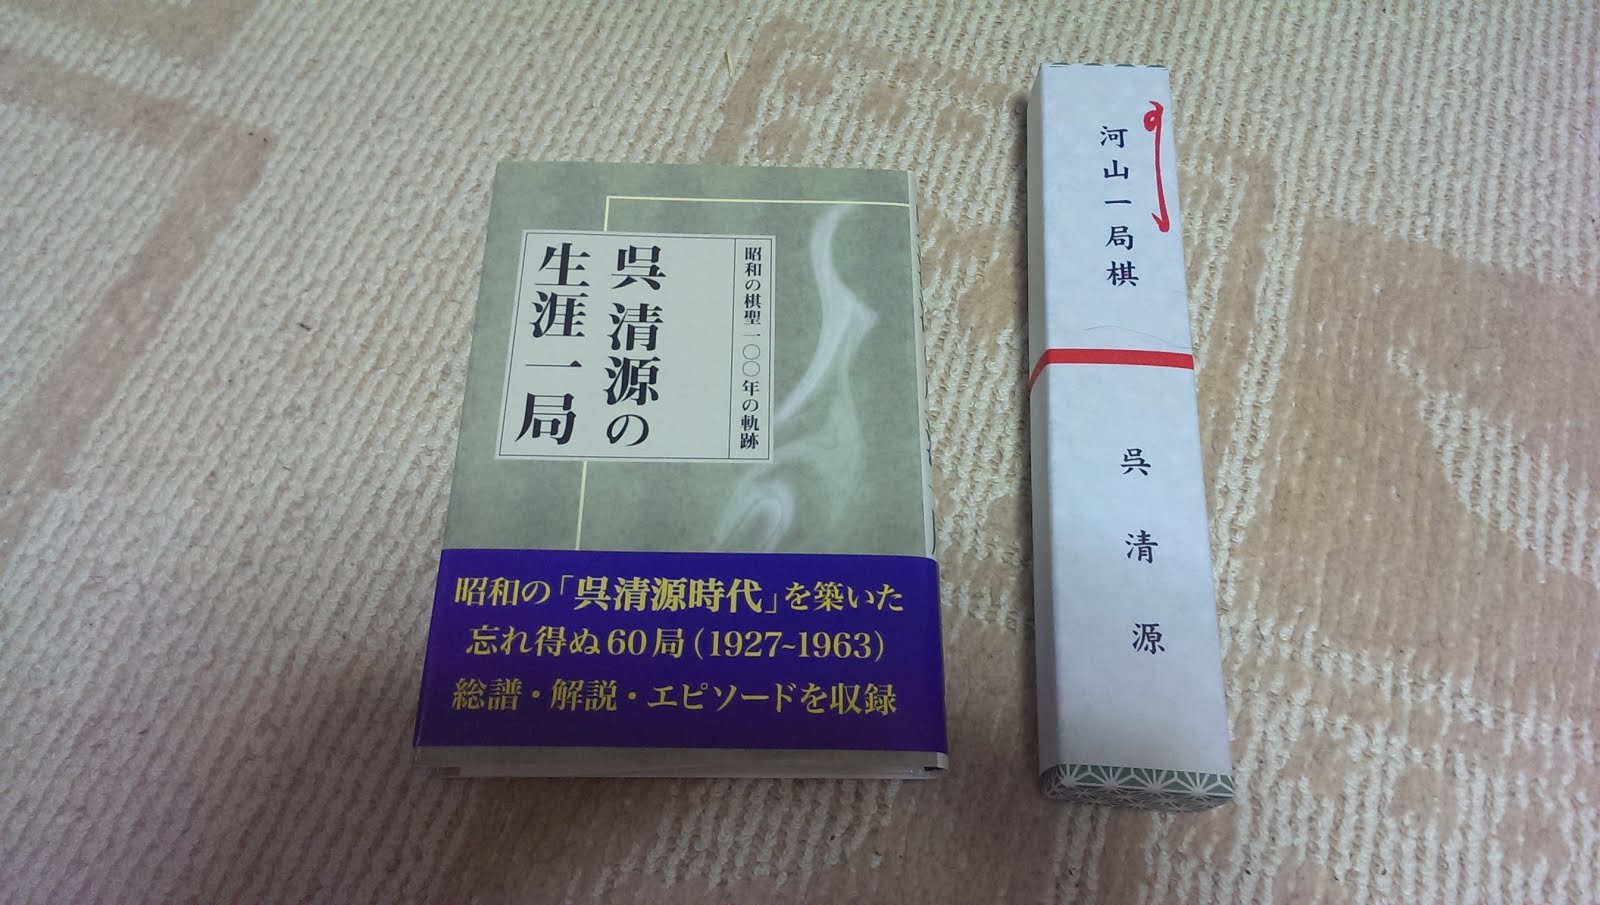 昭和の棋聖一〇〇年の軌跡
呉清源の
生涯一局
昭和の「呉清源時代」を築いた
忘れ得ぬ60局(1927~1963)
総譜・解説・エピソードを収録
河山一局棋
呉清源